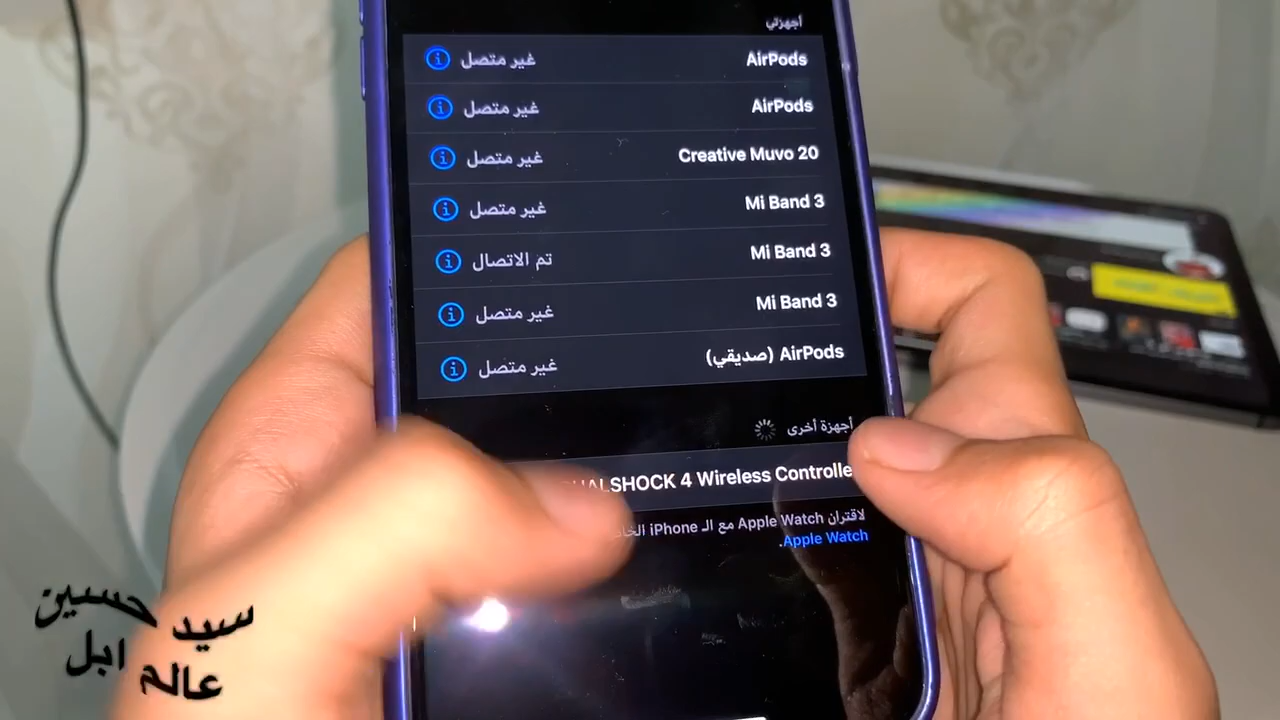 أجهزتي
AirPods غير متصل
AirPods غير متصل
Creative Muvo 20 غير متصل
Mi Band 3 غير متصل
Mi Band 3 تم الاتصال
Mi Band 3 غير متصل
AirPods (صديقي) غير متصل
أجهزة أخرى
4 Wireless
لاقتران Apple Watch مع الـ iPhone
Apple Watch.
سيد حسين
عالم ابل